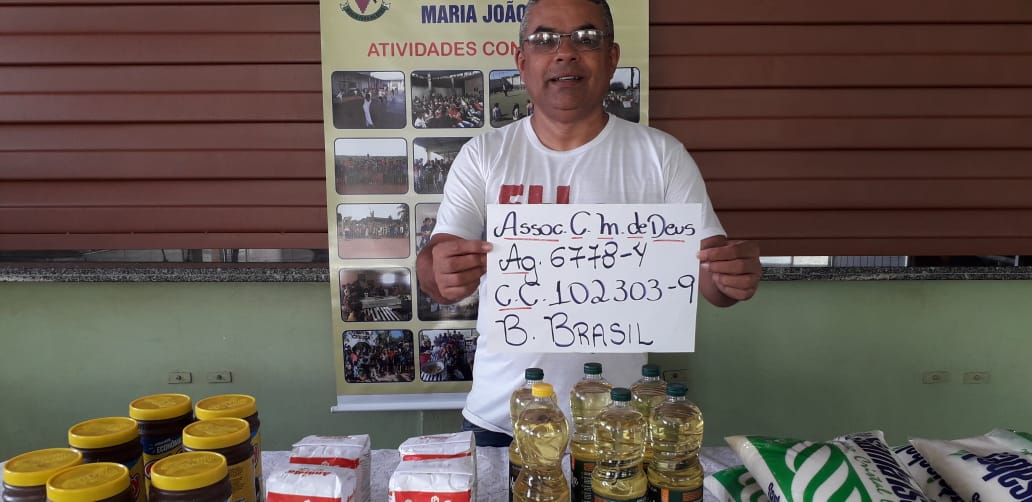 MARIA JOÃO
ATIVIDADES CON
Assoc. C. M. de Deus
Ag. 6778-4
C.C. 102303-9
B. BRASIL